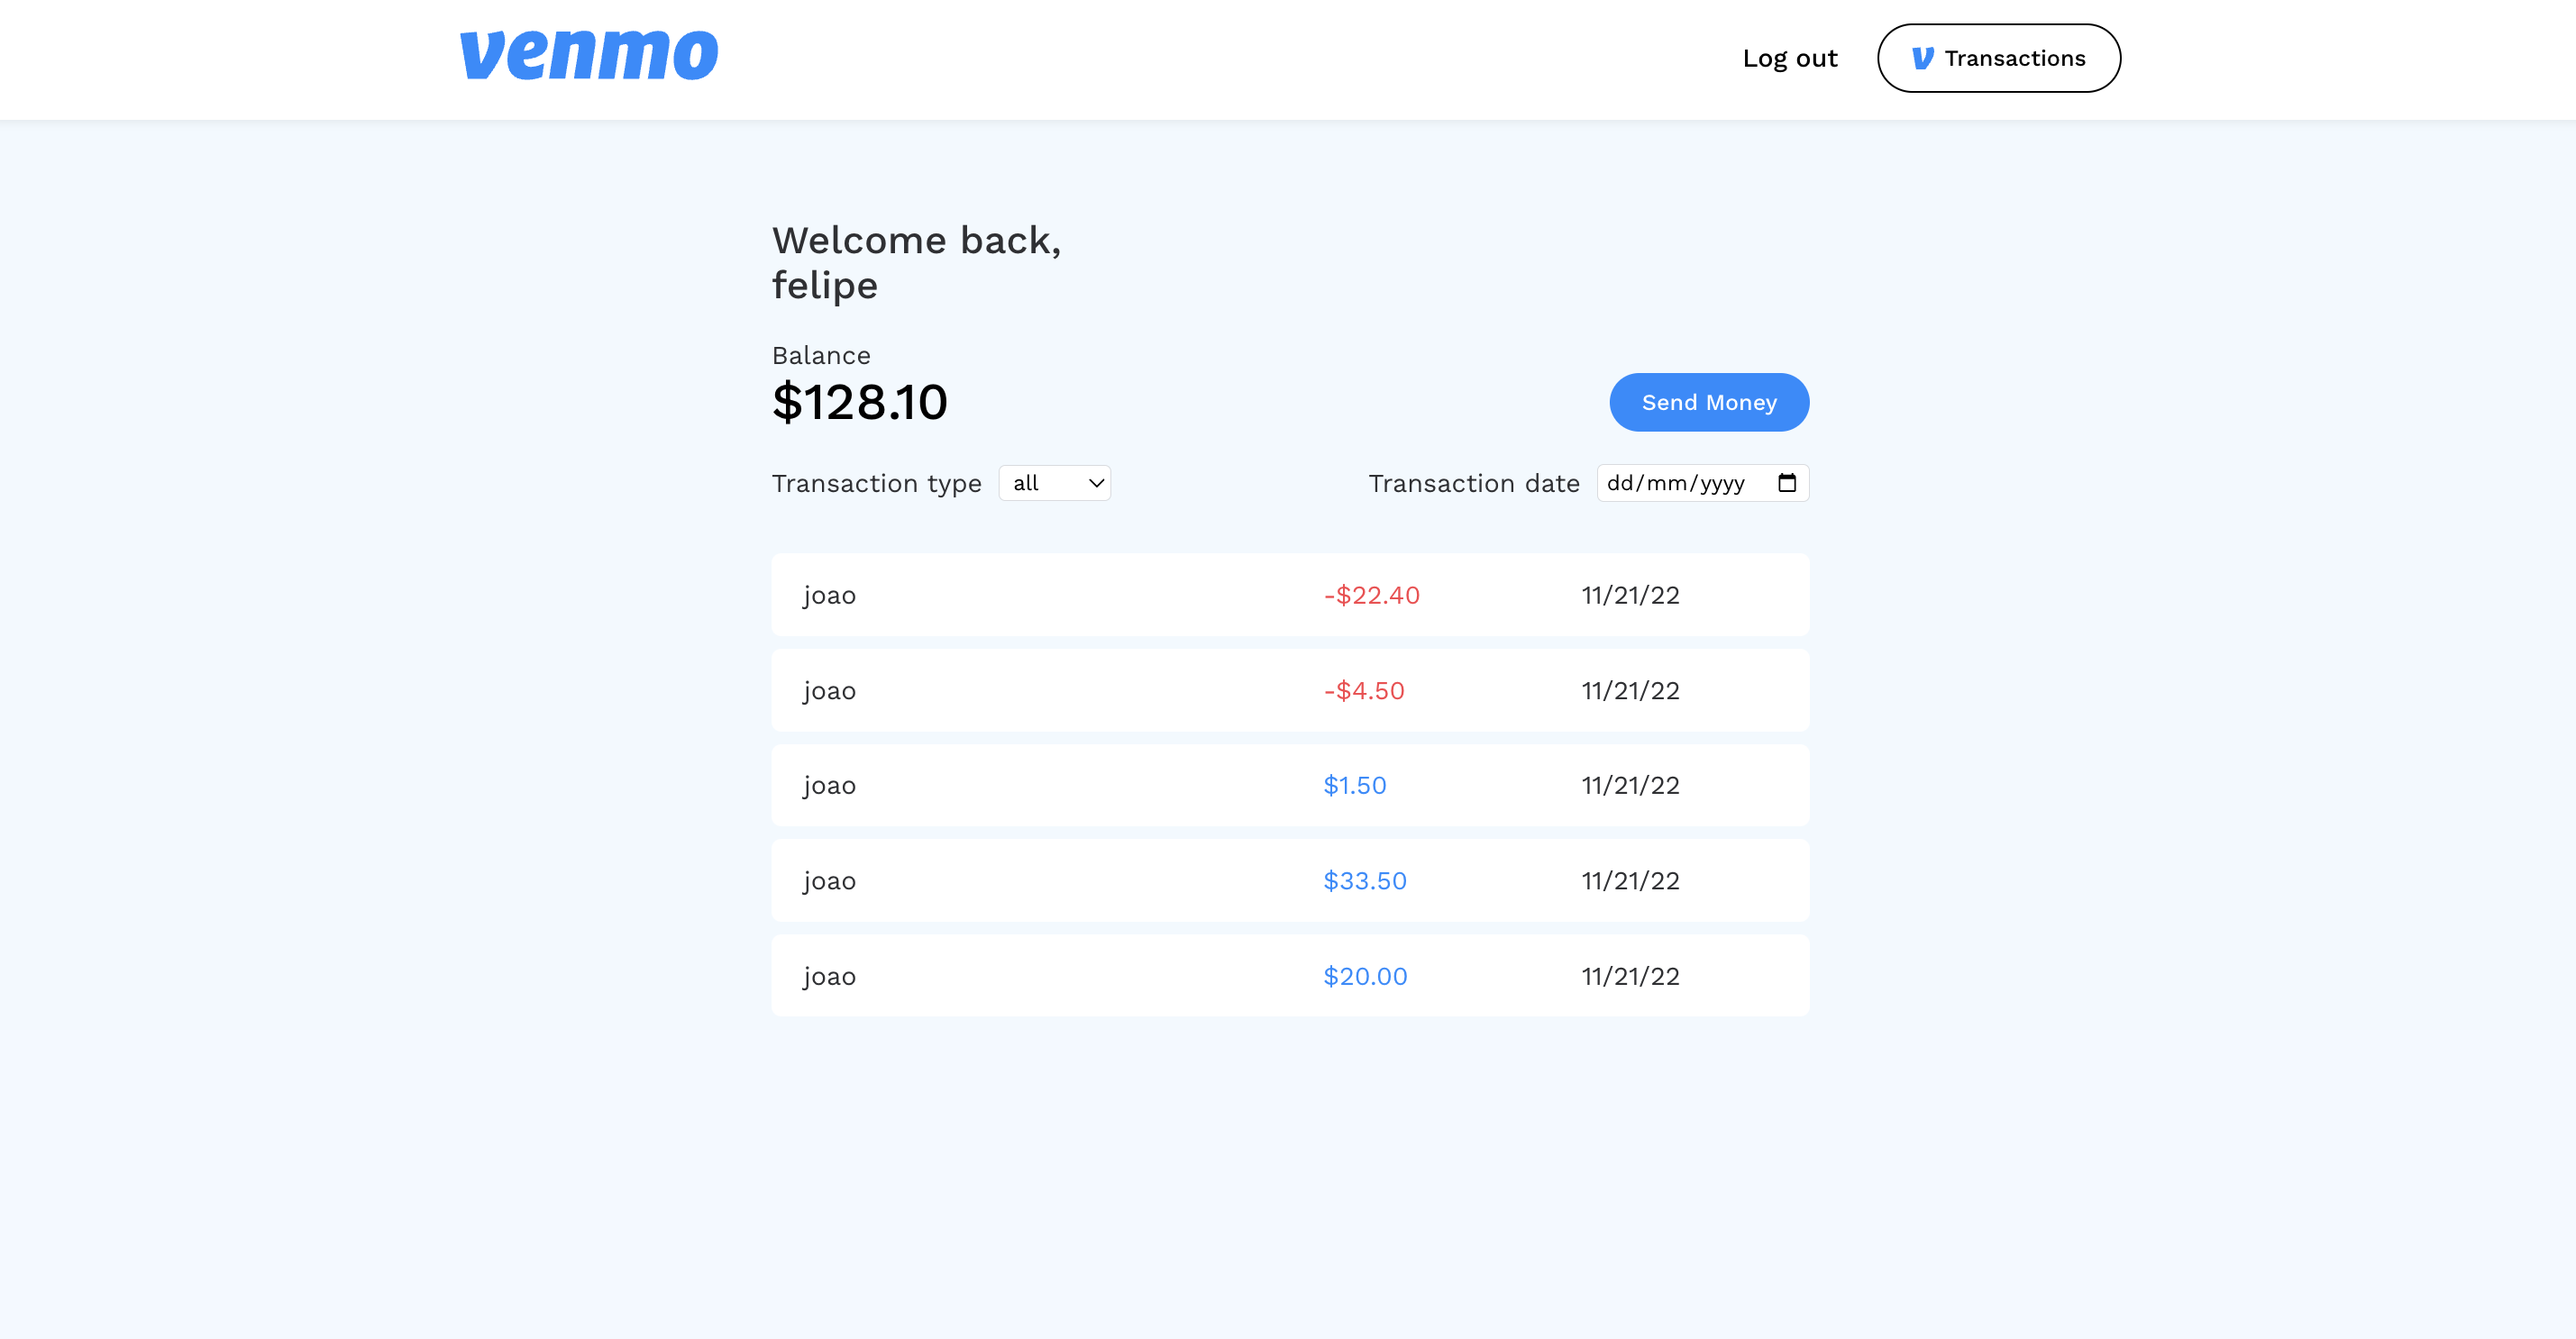 venmo
Log out
Transactions
Welcome back,
felipe
Balance
$128.10
Send Money
Transaction type all
Transaction date dd/mm/yyyy
joao -$22.40 11/21/22
joao -$4.50 11/21/22
joao $1.50 11/21/22
joao $33.50 11/21/22
joao $20.00 11/21/22